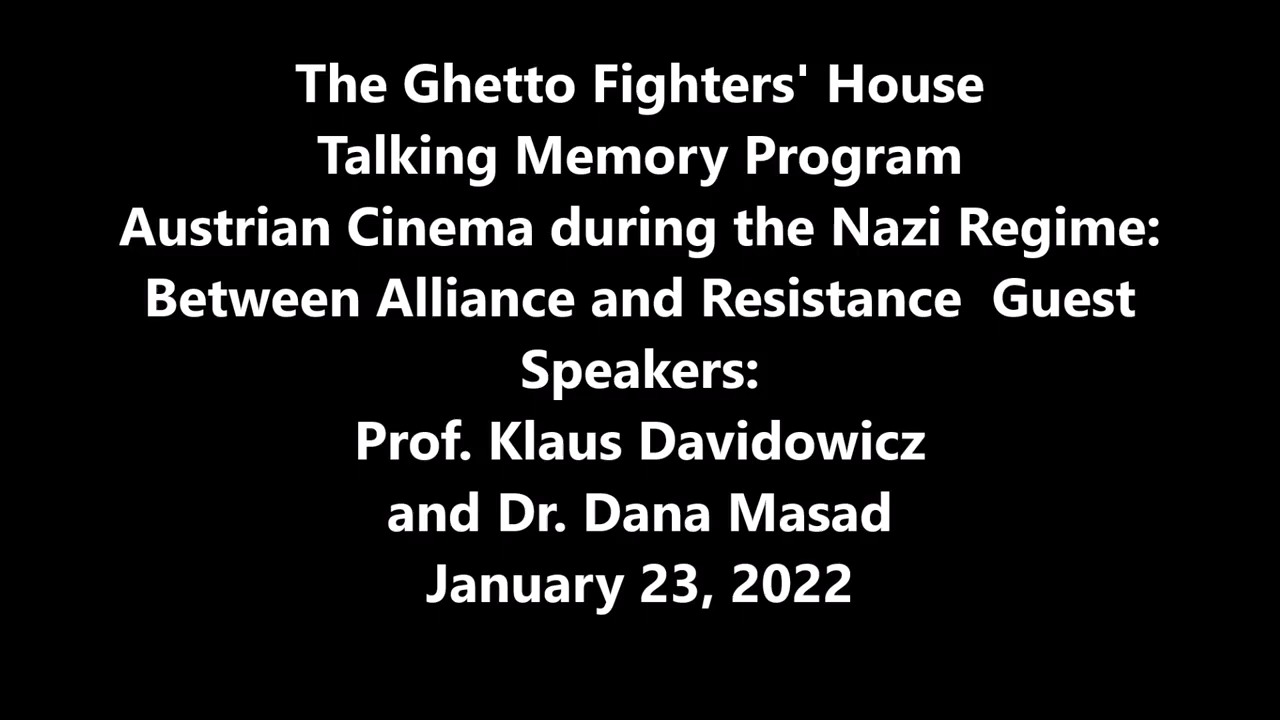 The Ghetto Fighters' House
Talking Memory Program
Austrian Cinema during the Nazi Regime:
Between Alliance and Resistance  Guest
Speakers:
Prof. Klaus Davidowicz
and Dr. Dana Masad
January 23, 2022